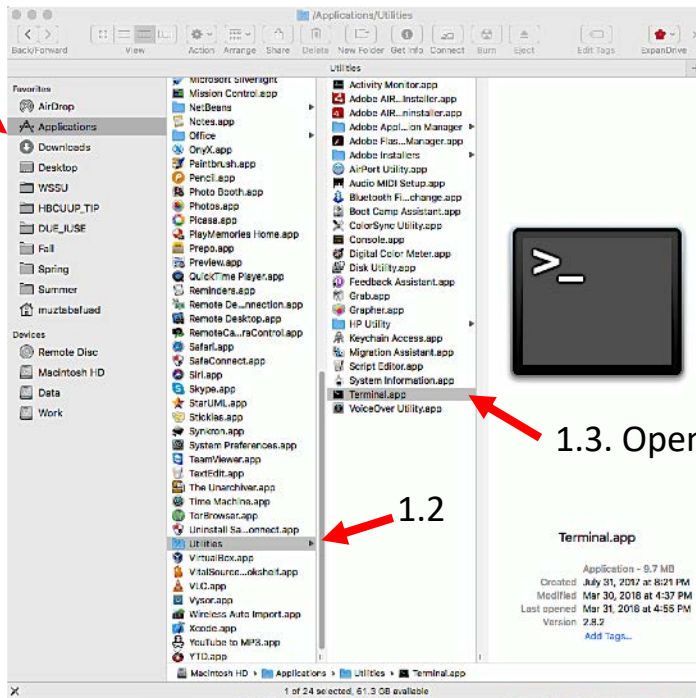 /Applications/Utilities
Back/Forward
View
Action
Arrange
Share
Delete
New Folder
Get Info
Connect
Burn
Eject
Edit Tags
ExpanDrive
Utilities
Favorites
AirDrop
Applications
Downloads
Desktop
WSSU
HBCUUP_TIP
DUE_IUSE
Fall
Spring
Summer
muztabafuad
Devices
Remote Disc
Macintosh HD
Data
Work
Microsoft Silverlight
Mission Control.app
NetBeans
Notes.app
Office
OnyX.app
Paintbrush.app
Pencil.app
Photo Booth.app
Photos.app
Picasa.app
PlayMemories Home.app
Prepo.app
Preview.app
QuickTime Player.app
Reminders.app
Remote De...nnection.app
Remote Desktop.app
RemoteCa...raControl.app
Safari.app
SafeConnect.app
Siri.app
Skype.app
StarUML.app
Stickies.app
Synkron.app
System Preferences.app
TeamViewer.app
TextEdit.app
The Unarchiver.app
Time Machine.app
TorBrowser.app
Uninstall Sa...onnect.app
Utilities
VirtualBox.app
VitalSource...okshelf.app
VLC.app
Vysor.app
Wireless Auto Import.app
Xcode.app
YouTube to MP3.app
YTD.app
Activity Monitor.app
Adobe AIR...Installer.app
Adobe AIR...ninstaller.app
Adobe Appl...ion Manager
Adobe Flas...Manager.app
Adobe Installers
AirPort Utility.app
Audio MIDI Setup.app
Bluetooth Fi...change.app
Boot Camp Assistant.app
ColorSync Utility.app
Console.app
Digital Color Meter.app
Disk Utility.app
Feedback Assistant.app
Grab.app
Grapher.app
HP Utility
Keychain Access.app
Migration Assistant.app
Script Editor.app
System Information.app
Terminal.app
VoiceOver Utility.app
>_
1.3. Open
1.2
Terminal.app
Application - 9.7 MB
Created July 31, 2017 at 8:21 PM
Modified Mar 30, 2018 at 4:37 PM
Last opened Mar 31, 2018 at 4:55 PM
Version 2.8.2
Add Tags...
Macintosh HD Applications Utilities Terminal.app
1 of 24 selected, 61.3 GB available